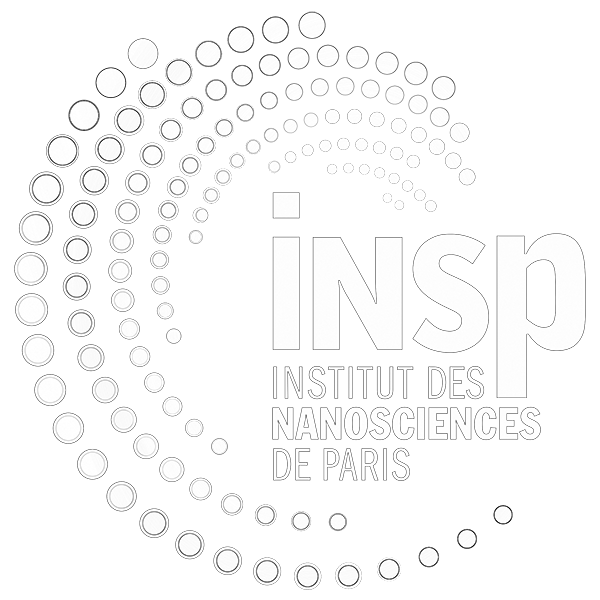 insp
INSTITUT DES
NANOSCIENCES
DE PARIS